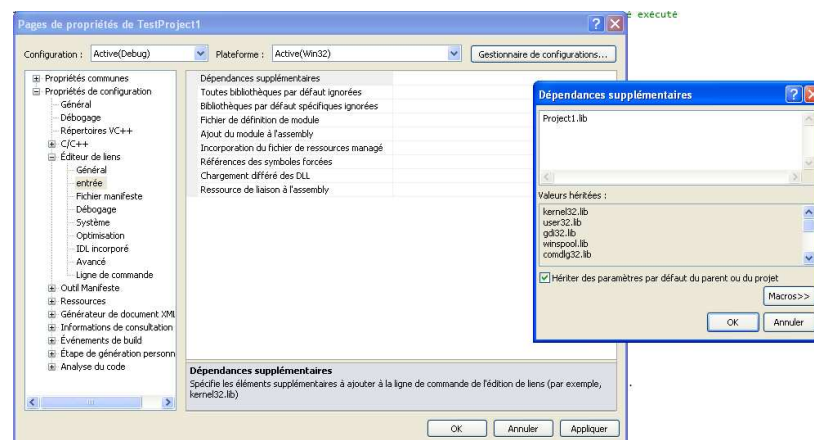 é exécuté
Pages de propriétés de TestProject1
Configuration : Active(Debug) Plateforme : Active(Win32) Gestionnaire de configurations...
Propriétés communes
Propriétés de configuration
Général
Débogage
Répertoires VC++
C/C++
Éditeur de liens
Général
entrée
Fichier manifeste
Débogage
Système
Optimisation
IDL incorporé
Avancé
Ligne de commande
Outil Manifeste
Ressources
Générateur de document XML
Informations de consultation
Événements de build
Étape de génération personn
Analyse du code
Dépendances supplémentaires
Toutes bibliothèques par défaut ignorées
Bibliothèques par défaut spécifiques ignorées
Fichier de définition de module
Ajout du module à l'assembly
Incorporation du fichier de ressources managé
Références des symboles forcées
Chargement différé des DLL
Ressource de liaison à l'assembly
Dépendances supplémentaires
Spécifie les éléments supplémentaires à ajouter à la ligne de commande de l'édition de liens (par exemple,
kernel32.lib)
OK Annuler Appliquer
Dépendances supplémentaires
Project1.lib
Valeurs héritées :
kernel32.lib
user32.lib
gdi32.lib
winspool.lib
comdlg32.lib
Hériter des paramètres par défaut du parent ou du projet
Macros>>
OK Annuler